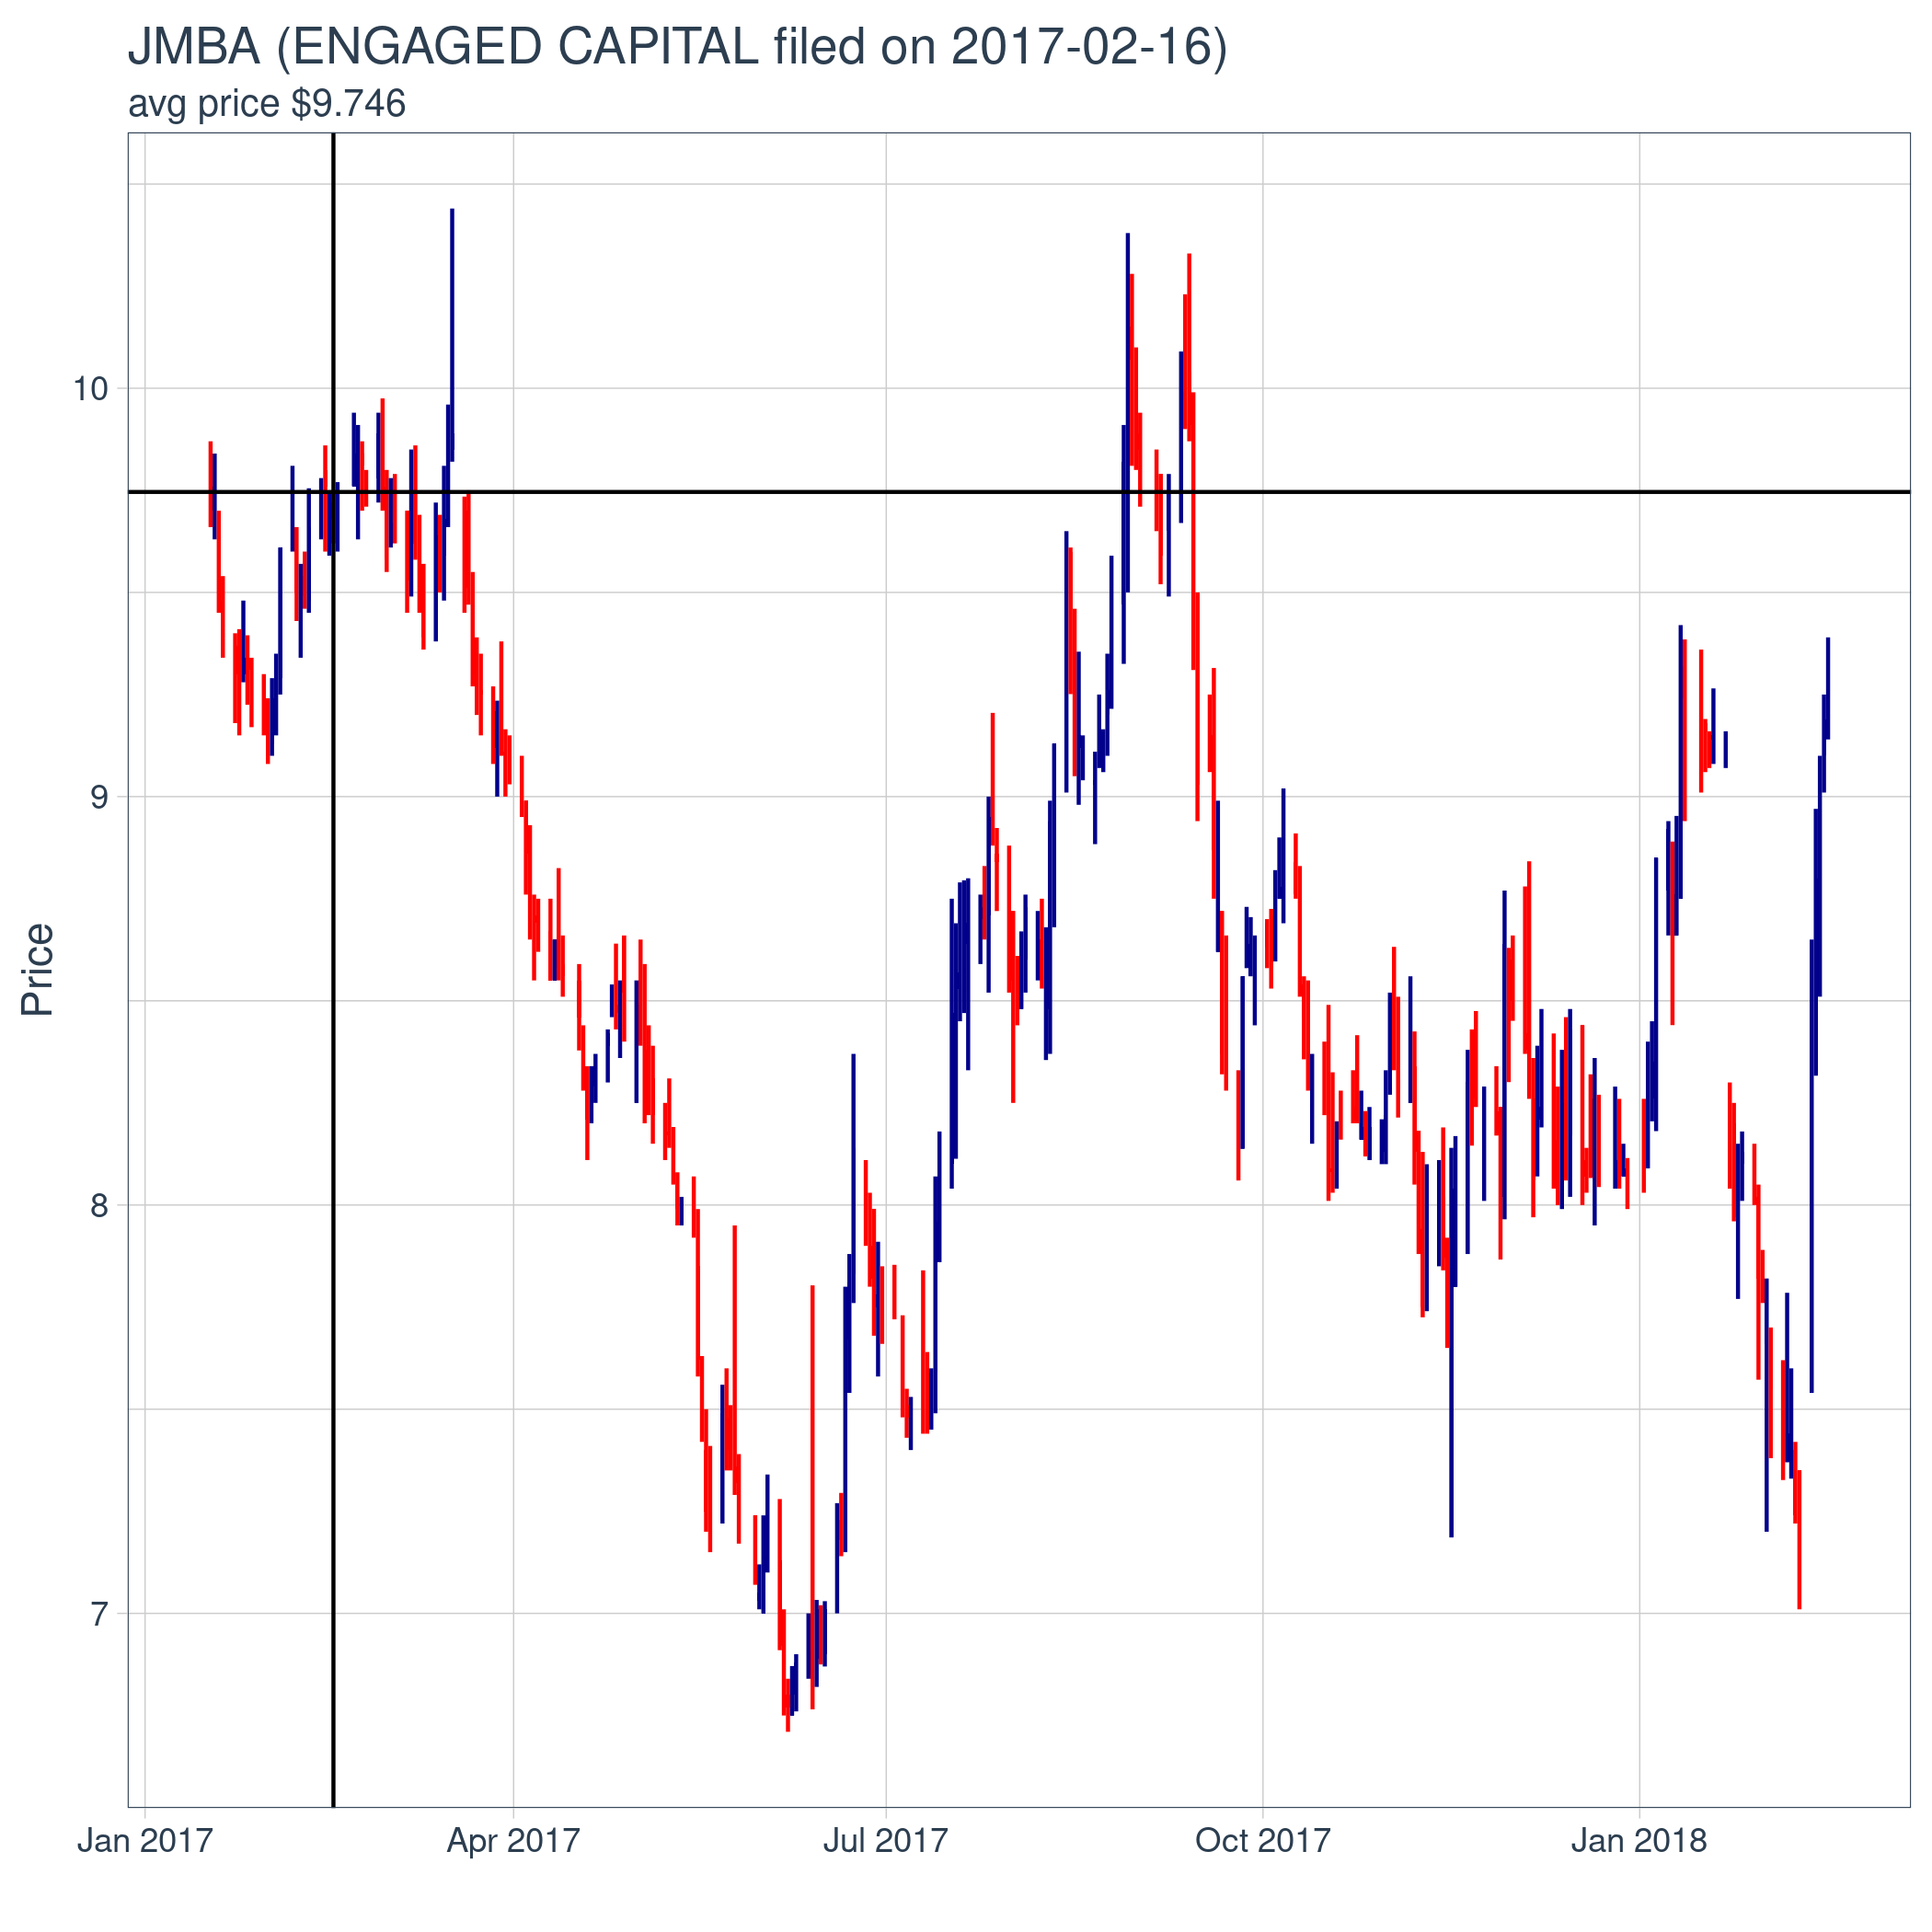 JMBA (ENGAGED CAPITAL filed on 2017-02-16)
avg price $9.746
Price
10
9
8
7
Jan 2017
Apr 2017
Jul 2017
Oct 2017
Jan 2018